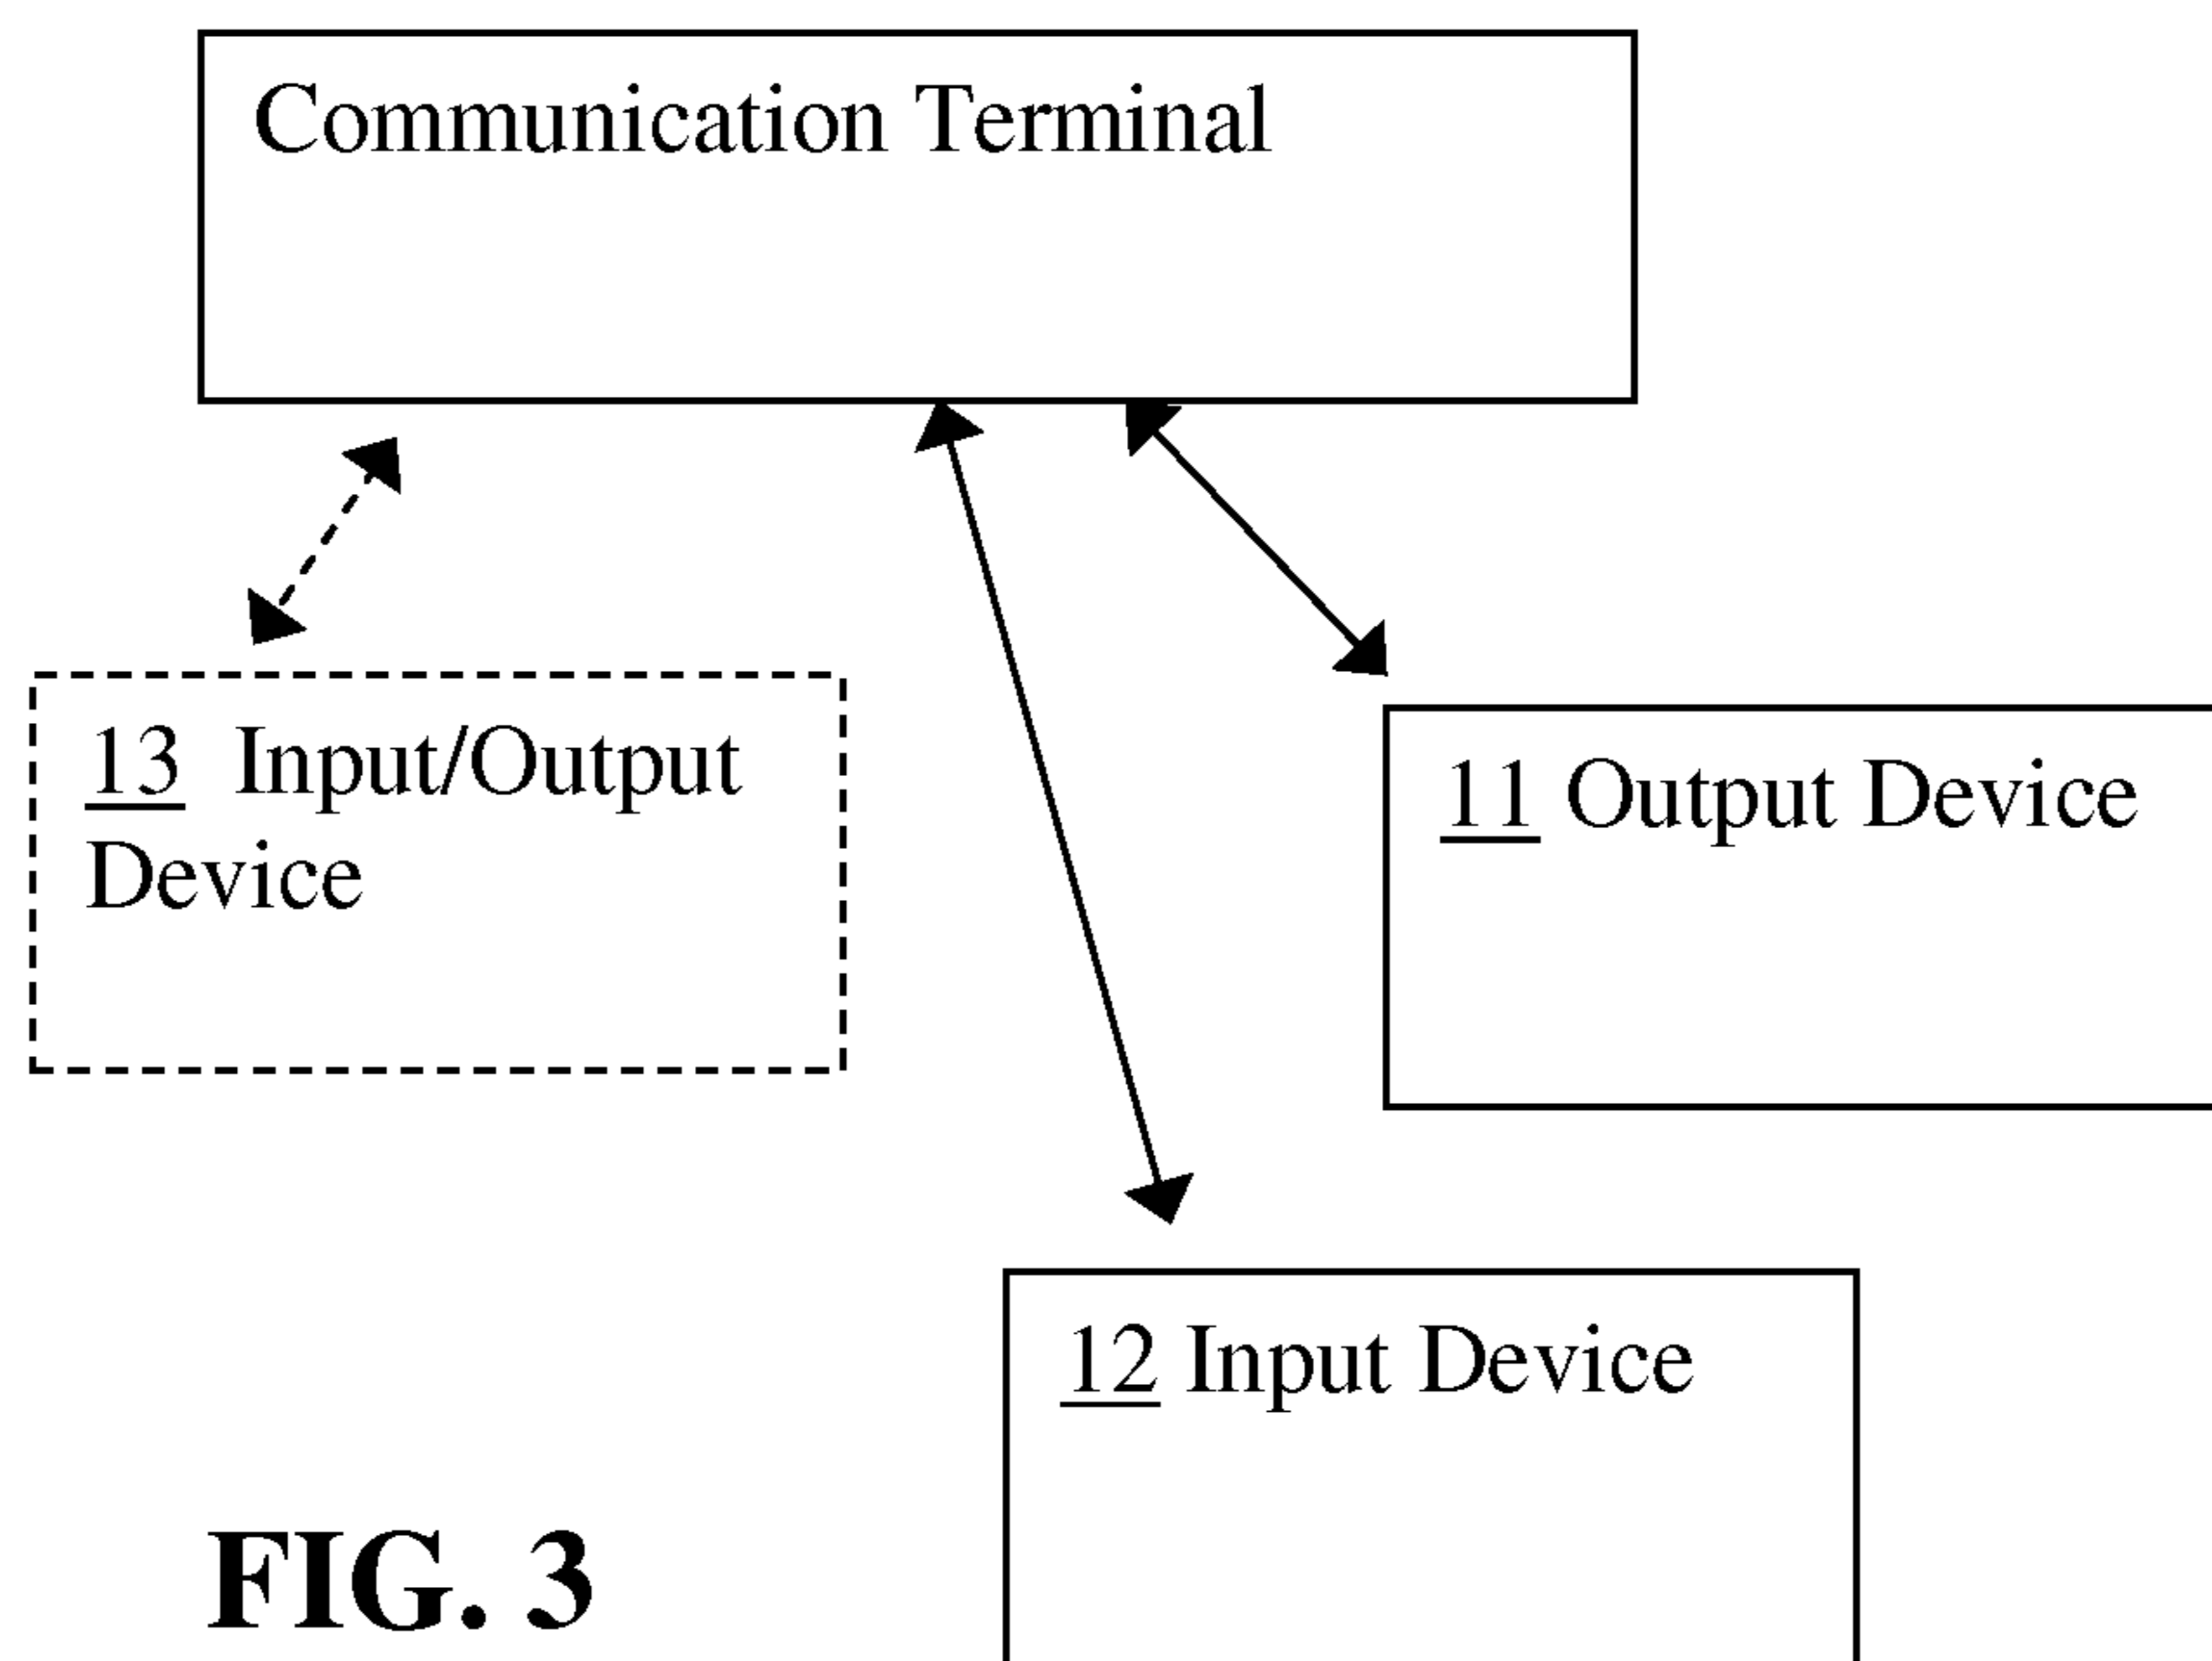 Communication Terminal
13 Input/Output
Device
11 Output Device
12 Input Device
FIG. 3